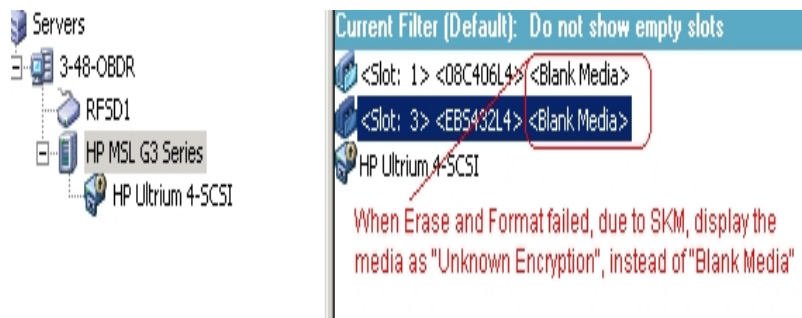 Servers
3-48-OBDR
RFSD1
HP MSL G3 Series
HP Ultrium 4-SCSI
Current Filter (Default): Do not show empty slots
<Slot: 1> <08C406L4> <Blank Media>
<Slot: 3> <EBS432L4> <Blank Media>
HP Ultrium 4-SCSI
When Erase and Format failed, due to SKM, display the
media as "Unknown Encryption", instead of "Blank Media"